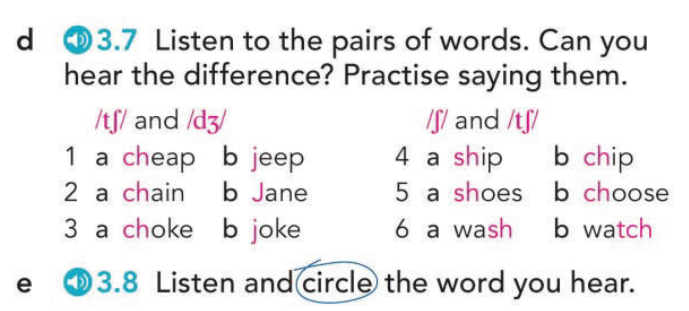 d 3.7 Listen to the pairs of words. Can you
hear the difference? Practise saying them.
/tʃ/ and /dʒ/ /ʃ/ and /tʃ/
1 a cheap b jeep 4 a ship b chip
2 a chain b Jane 5 a shoes b choose
3 a choke b joke 6 a wash b watch
e 3.8 Listen and circle the word you hear.